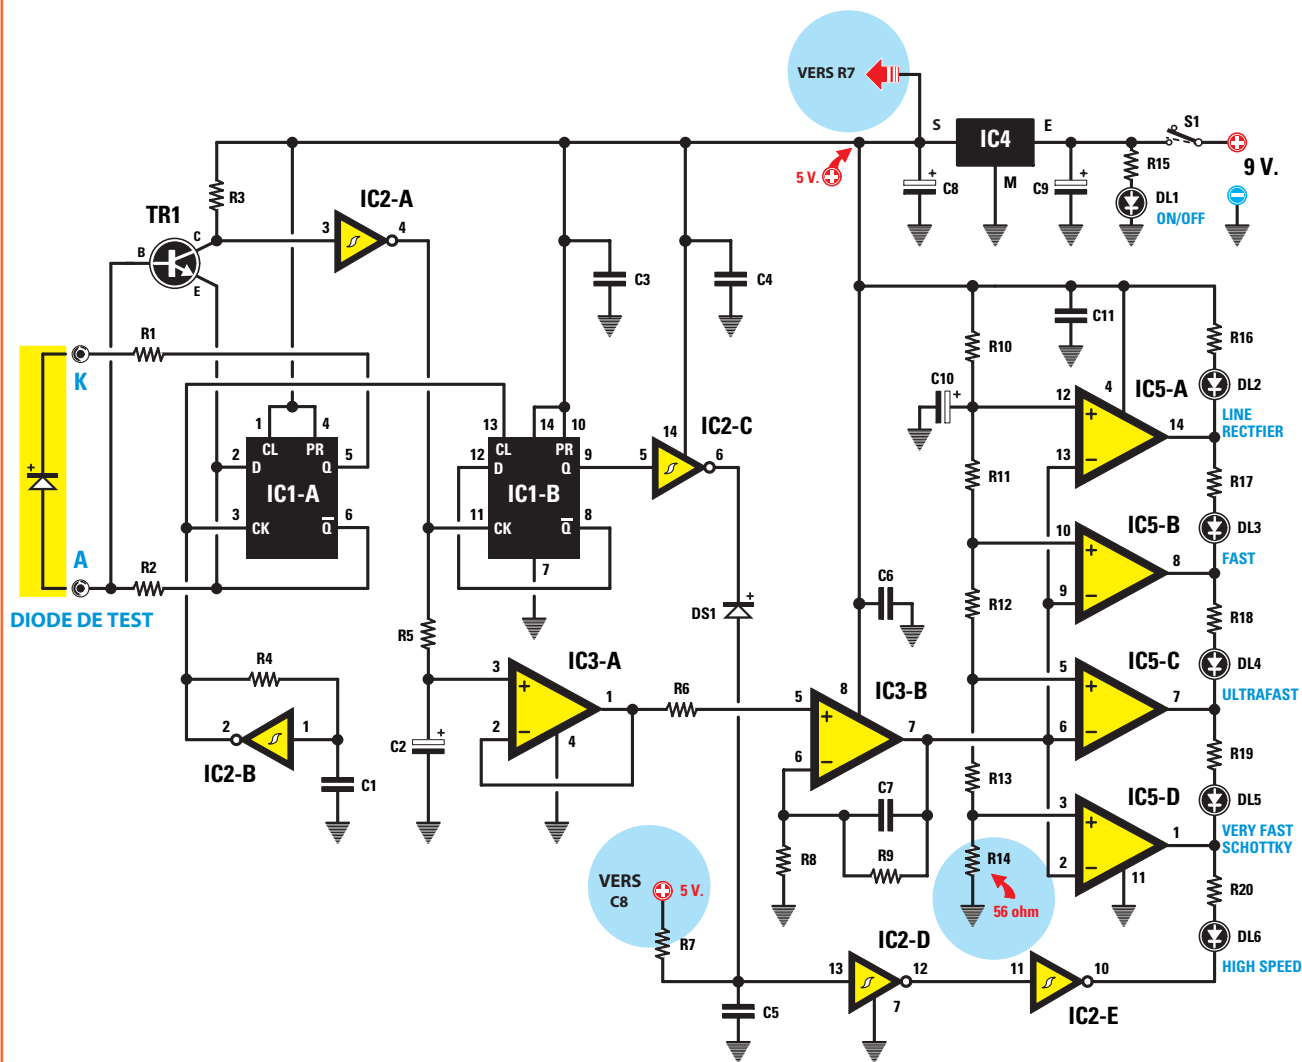 VERS R7
S
IC4
E
S1
M
5 V.
C8
C9
R15
9 V.
DL1
ON/OFF
R3
IC2-A
3
4
TR1
C
B
E
C3
C4
R1
K
1
4
CL
PR
2
D
Q
5
IC1-A
3
CK
Q
6
A
R2
DIODE DE TEST
13
14
10
CL
PR
12
D
Q
9
IC1-B
11
CK
Q
8
7
14
IC2-C
5
6
DS1
R4
2
1
IC2-B
C1
R5
C2
3
IC3-A
1
2
4
R6
C6
5
8
IC3-B
7
6
C7
R8
R9
R10
C11
C10
12
4
IC5-A
14
13
R11
10
IC5-B
8
9
R12
5
IC5-C
7
6
R13
3
IC5-D
1
2
11
R14
56 ohm
R16
DL2
LINE
RECTFIER
R17
DL3
FAST
R18
DL4
ULTRAFAST
R19
DL5
VERY FAST
SCHOTTKY
R20
DL6
HIGH SPEED
VERS
C8
5 V.
R7
C5
13
IC2-D
12
7
11
IC2-E
10